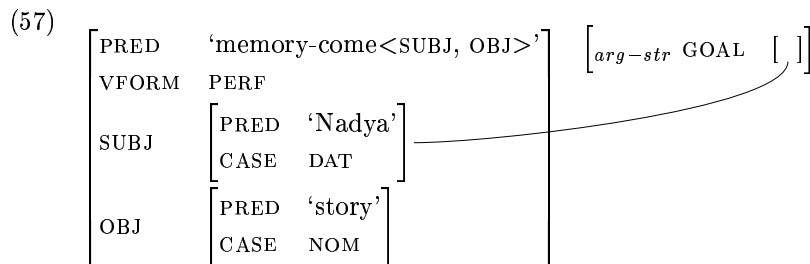 (57)
PRED ‘memory-come<SUBJ, OBJ>’ [arg−str GOAL [ ]]
VFORM PERF
SUBJ [PRED ‘Nadya’
CASE DAT]
OBJ [PRED ‘story’
CASE NOM